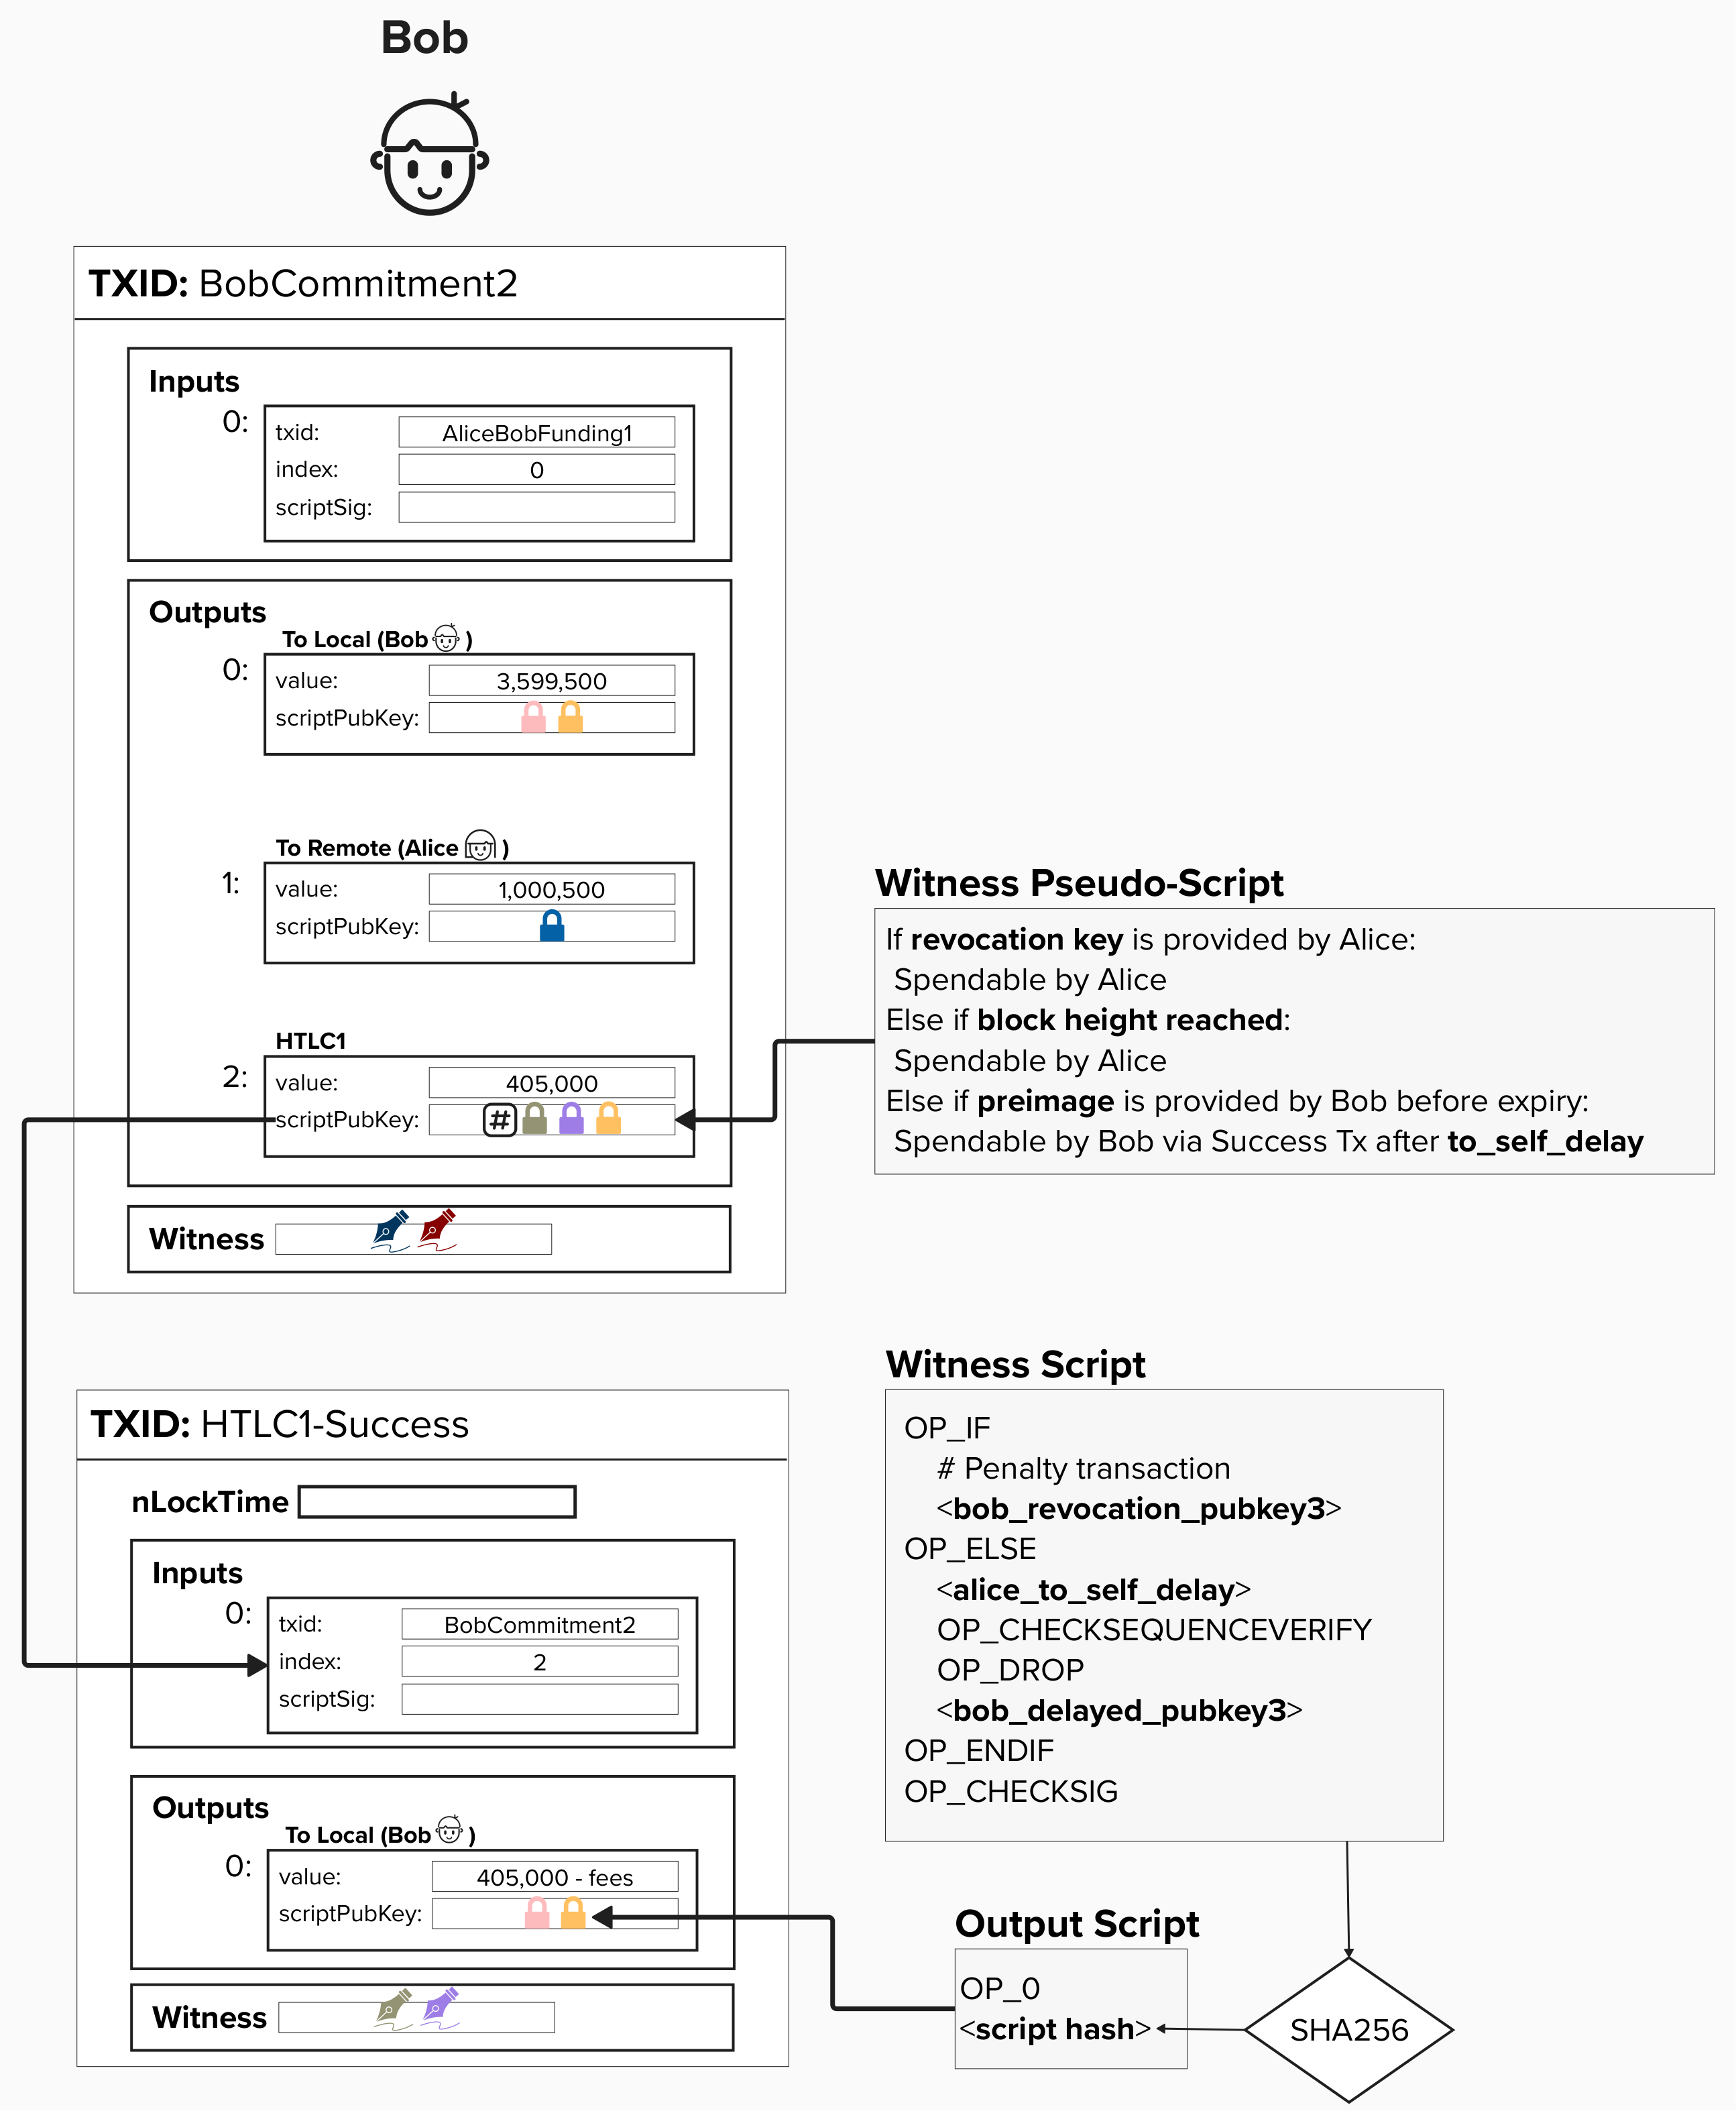 Bob
TXID: BobCommitment2
Inputs
0:
txid: AliceBobFunding1
index: 0
scriptSig:
Outputs
To Local (Bob )
0:
value: 3,599,500
scriptPubKey:
To Remote (Alice )
1:
value: 1,000,500
scriptPubKey:
HTLC1
2:
value: 405,000
scriptPubKey: #
Witness
Witness Pseudo-Script
If revocation key is provided by Alice:
Spendable by Alice
Else if block height reached:
Spendable by Alice
Else if preimage is provided by Bob before expiry:
Spendable by Bob via Success Tx after to_self_delay
TXID: HTLC1-Success
nLockTime
Inputs
0:
txid: BobCommitment2
index: 2
scriptSig:
Outputs
To Local (Bob )
0:
value: 405,000 - fees
scriptPubKey:
Witness
Witness Script
OP_IF
# Penalty transaction
<bob_revocation_pubkey3>
OP_ELSE
<alice_to_self_delay>
OP_CHECKSEQUENCEVERIFY
OP_DROP
<bob_delayed_pubkey3>
OP_ENDIF
OP_CHECKSIG
Output Script
OP_0
<script hash>
SHA256